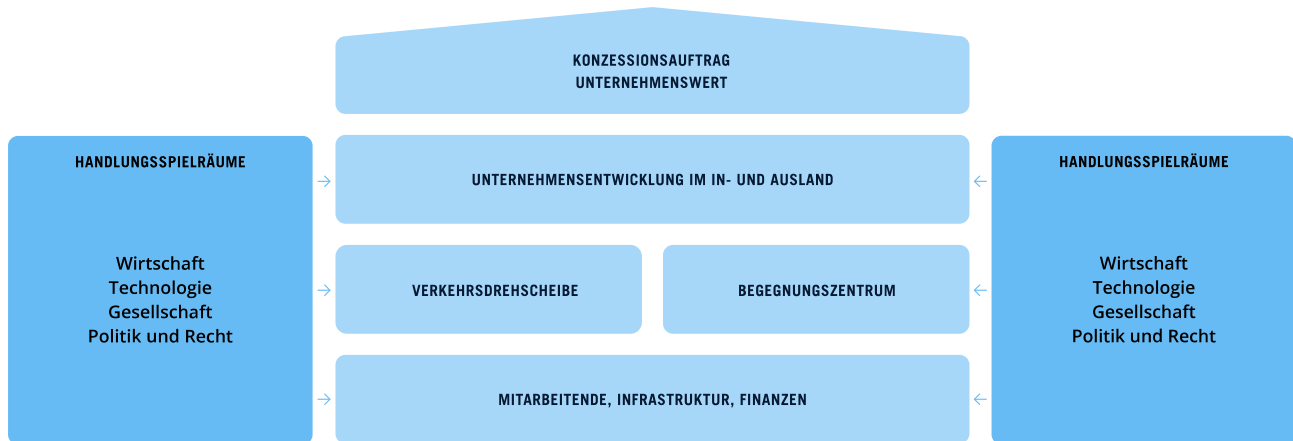 KONZESSIONSAUFTRAG
UNTERNEHMENSWERT
HANDLUNGSSPIELRÄUME
Wirtschaft
Technologie
Gesellschaft
Politik und Recht
UNTERNEHMENSENTWICKLUNG IM IN- UND AUSLAND
VERKEHRSDREHSCHEIBE
BEGEGNUNGSZENTRUM
MITARBEITENDE, INFRASTRUKTUR, FINANZEN
HANDLUNGSSPIELRÄUME
Wirtschaft
Technologie
Gesellschaft
Politik und Recht